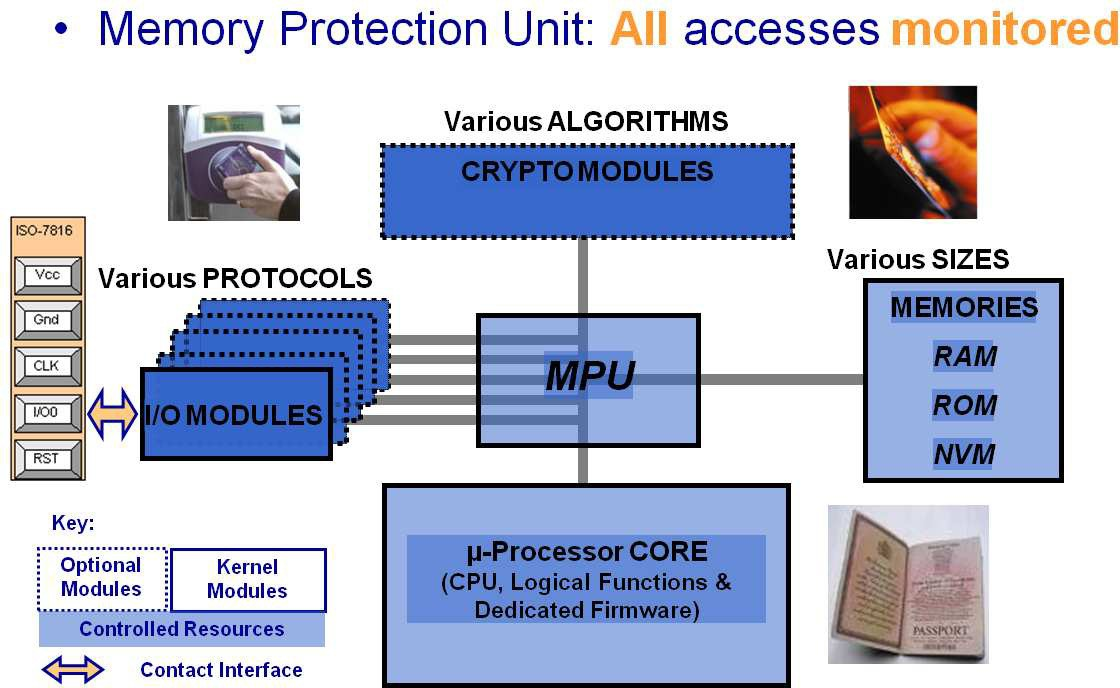 • Memory Protection Unit: All accesses monitored
Various ALGORITHMS
CRYPTO MODULES
ISO-7816
Vcc
Gnd
CLK
I/O0
RST
Various PROTOCOLS
I/O MODULES
MPU
Various SIZES
MEMORIES
RAM
ROM
NVM
µ-Processor CORE
(CPU, Logical Functions &
Dedicated Firmware)
Key:
Optional
Modules
Kernel
Modules
Controlled Resources
Contact Interface
PASSPORT